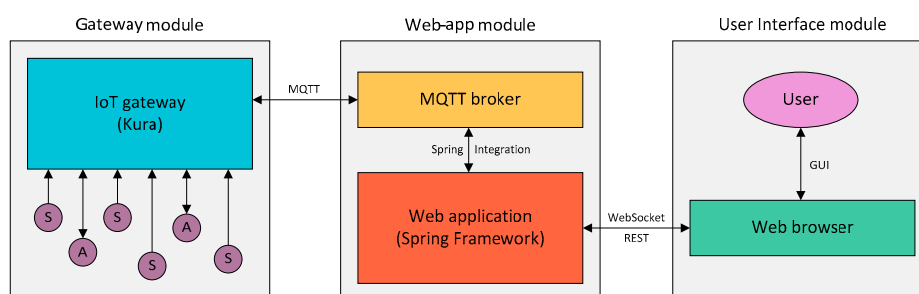 Gateway module
Web-app module
User Interface module
IoT gateway
(Kura)
MQTT
MQTT broker
User
Spring Integration
GUI
S
A
S
S
A
S
Web application
(Spring Framework)
WebSocket
REST
Web browser